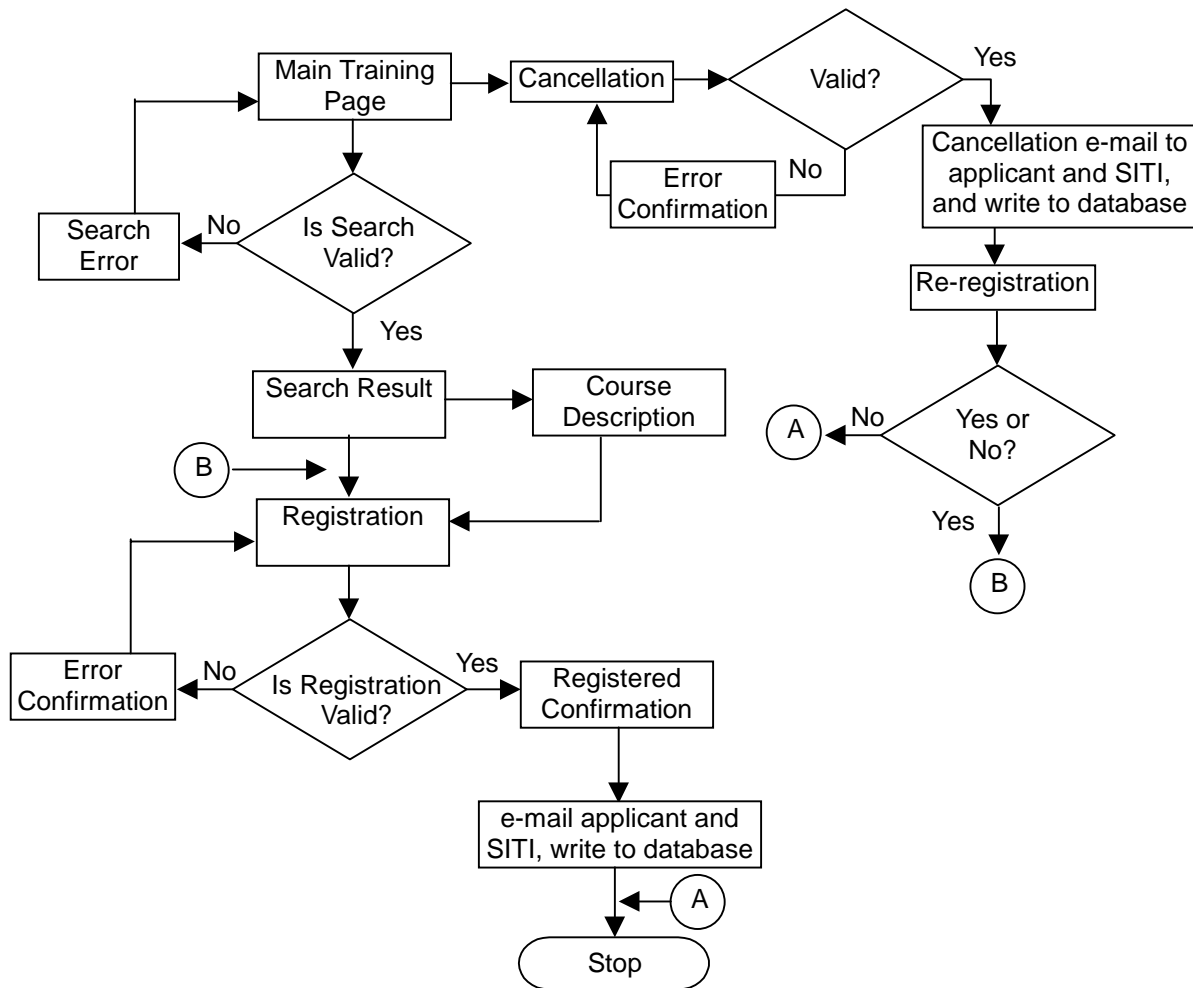 Main Training
Page
Cancellation
Valid?
Yes
Cancellation e-mail to
applicant and SITI,
and write to database
No
Error
Confirmation
Search
Error
No
Is Search
Valid?
Yes
Re-registration
Search Result
Course
Description
A
No
Yes or
No?
B
Registration
Yes
B
Error
Confirmation
No
Is Registration
Valid?
Yes
Registered
Confirmation
e-mail applicant and
SITI, write to database
A
Stop